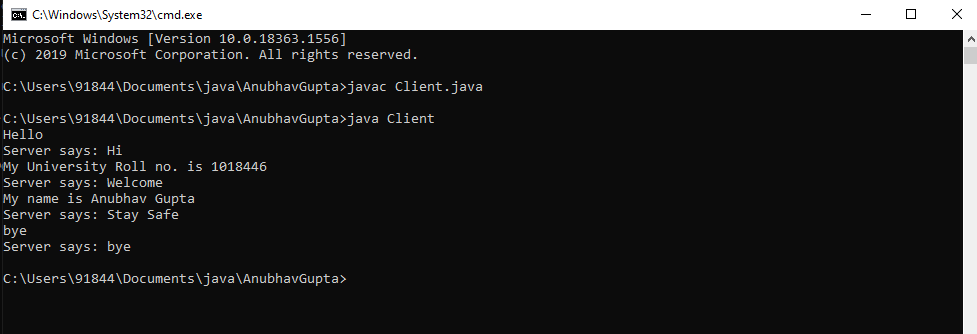 C:\Windows\System32\cmd.exe
Microsoft Windows [Version 10.0.18363.1556]
(c) 2019 Microsoft Corporation. All rights reserved.
C:\Users\91844\Documents\java\AnubhavGupta>javac Client.java
C:\Users\91844\Documents\java\AnubhavGupta>java Client
Hello
Server says: Hi
My University Roll no. is 1018446
Server says: Welcome
My name is Anubhav Gupta
Server says: Stay Safe
bye
Server says: bye
C:\Users\91844\Documents\java\AnubhavGupta>